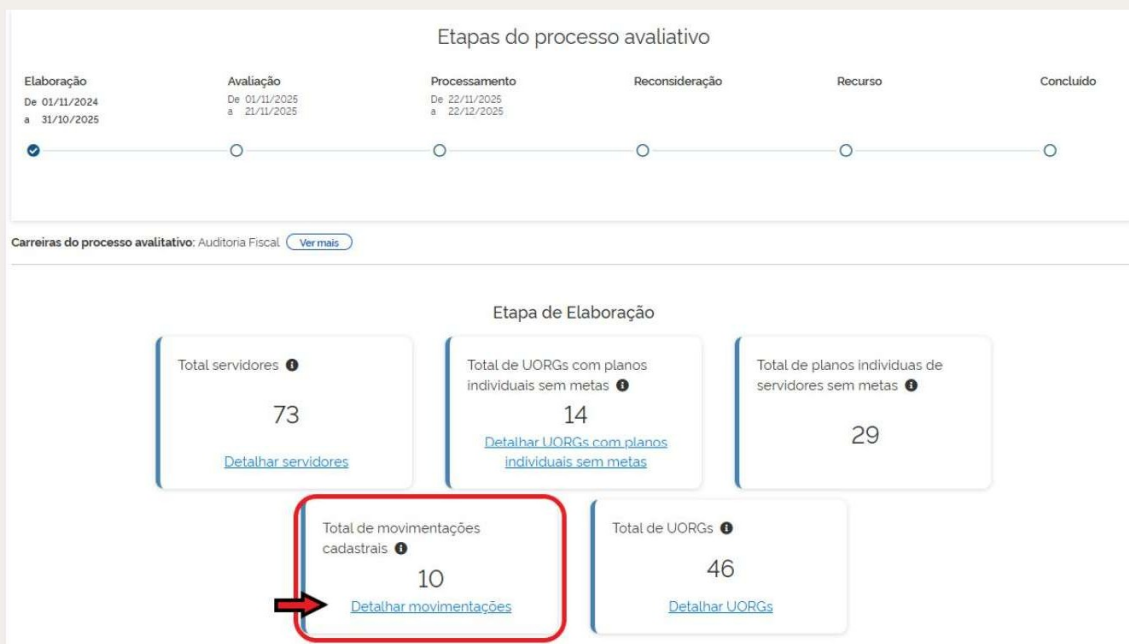 Etapas do processo avaliativo
Elaboração
De 01/11/2024
a 31/10/2025
Avaliação
De 01/11/2025
a 21/11/2025
Processamento
De 22/11/2025
a 22/12/2025
Reconsideração
Recurso
Concluído
Carreiras do processo avalitativo: Auditoria Fiscal Ver mais
Etapa de Elaboração
Total servidores
73
Detalhar servidores
Total de UORGs com planos
individuais sem metas
14
Detalhar UORGs com planos
individuais sem metas
Total de planos individuas de
servidores sem metas
29
Total de movimentações
cadastrais
10
Detalhar movimentações
Total de UORGs
46
Detalhar UORGs